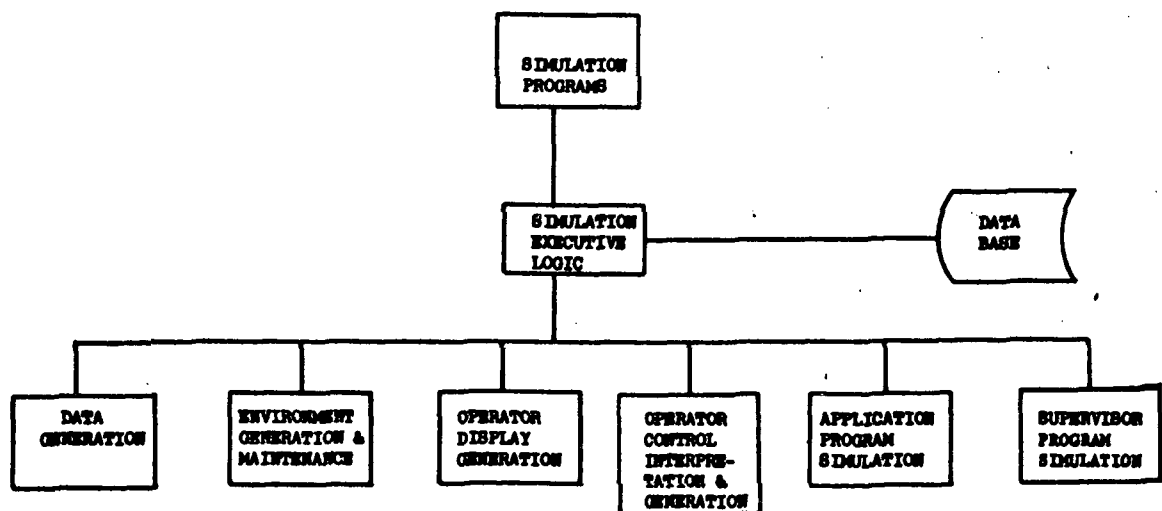 SIMULATION
PROGRAMS
SIMULATION
EXECUTIVE
LOGIC
DATA
BASE
DATA
GENERATION
ENVIRONMENT
GENERATION &
MAINTENANCE
OPERATOR
DISPLAY
GENERATION
OPERATOR
CONTROL
INTERPRE-
TATION &
GENERATION
APPLICATION
PROGRAM
SIMULATION
SUPERVISOR
PROGRAM
SIMULATION